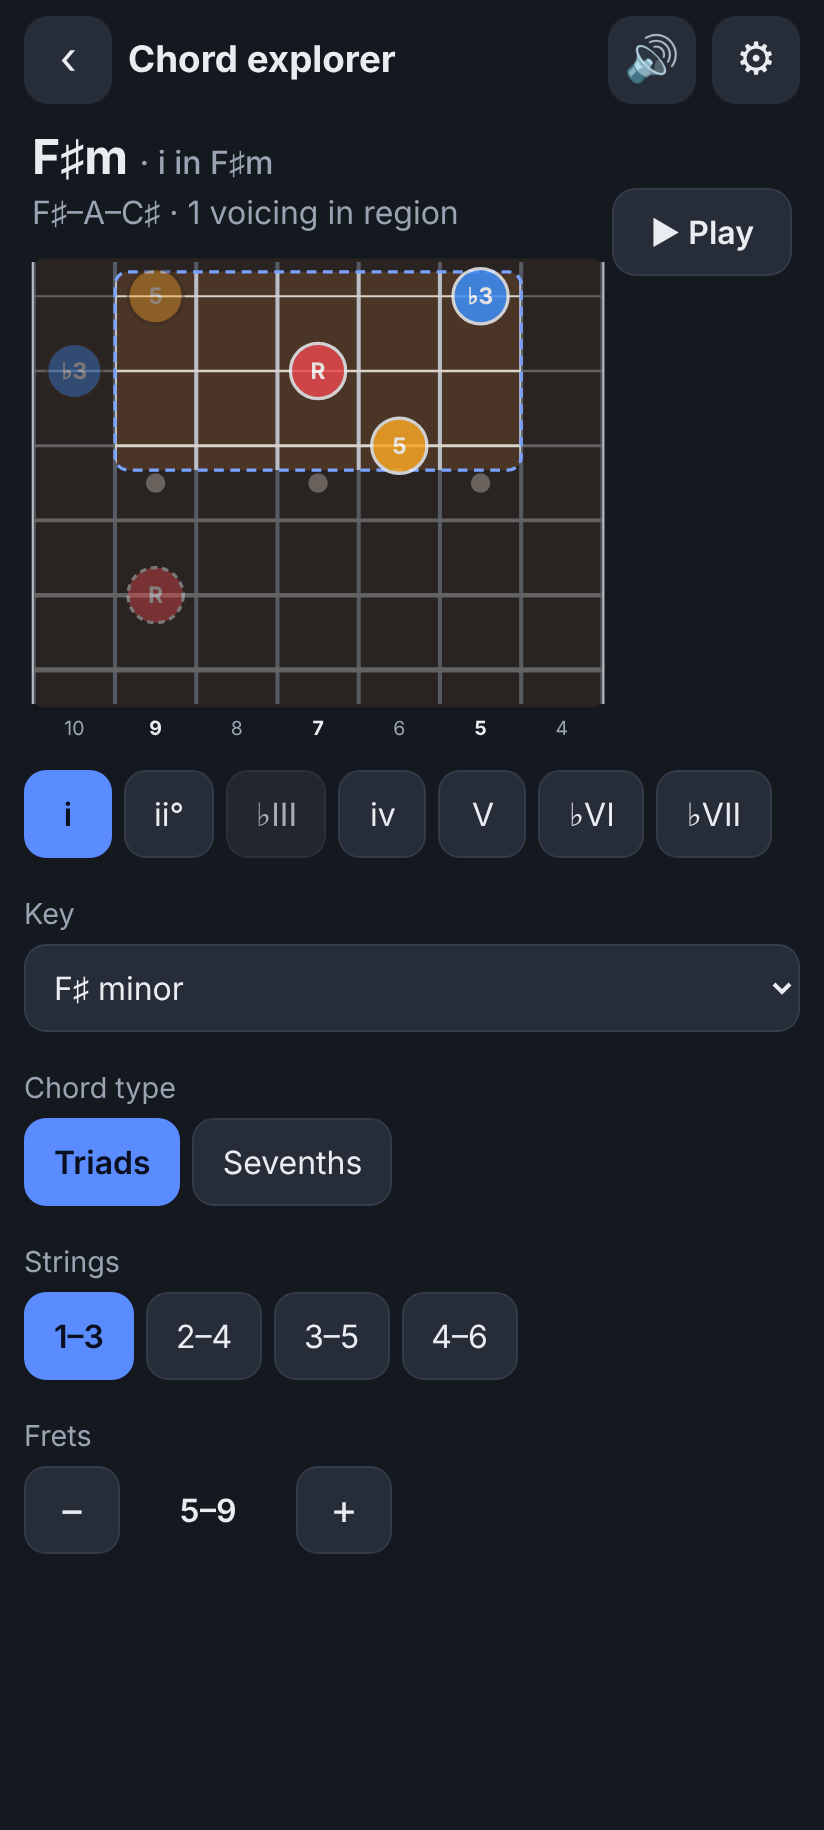 ‹ Chord explorer 🔊 ⚙
F♯m · i in F♯m
F♯–A–C♯ · 1 voicing in region
▶ Play
5 ♭3
♭3 R
5
R
10 9 8 7 6 5 4
i ii° ♭III iv V ♭VI ♭VII
Key
F♯ minor
Chord type
Triads Sevenths
Strings
1–3 2–4 3–5 4–6
Frets
− 5–9 +